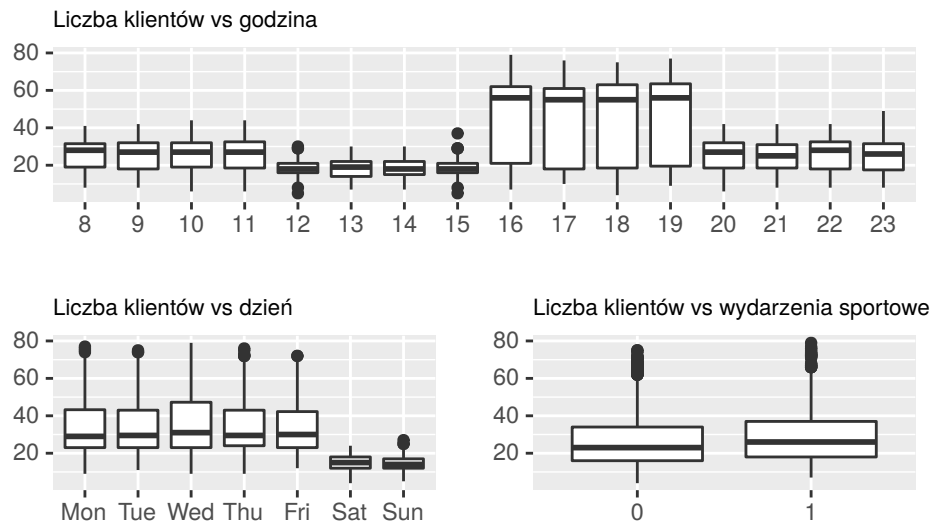 Liczba klientów vs godzina
80
60
40
20
8 9 10 11 12 13 14 15 16 17 18 19 20 21 22 23
Liczba klientów vs dzień
80
60
40
20
Mon Tue Wed Thu Fri Sat Sun
Liczba klientów vs wydarzenia sportowe
80
60
40
20
0 1